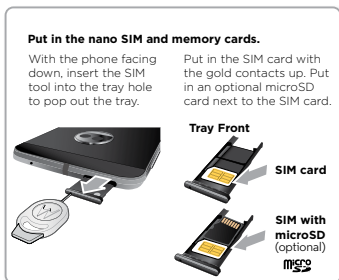 Put in the nano SIM and memory cards.
With the phone facing
down, insert the SIM
tool into the tray hole
to pop out the tray.
Put in the SIM card with
the gold contacts up. Put
in an optional microSD
card next to the SIM card.
Tray Front
SIM card
SIM with
microSD
(optional)
micro
SD